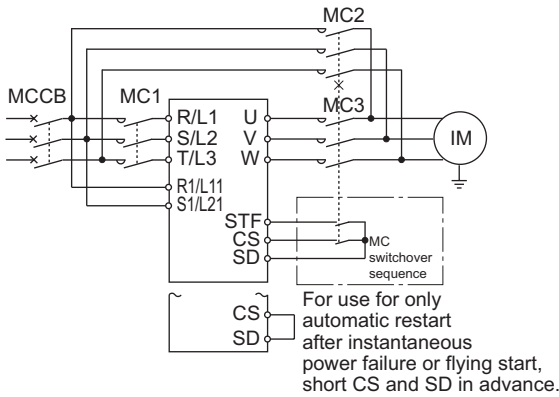 MC2
MCCB
MC1
MC3
R/L1
U
S/L2
V
T/L3
W
IM
R1/L11
S1/L21
STF
CS
SD
MC
switchover
sequence
CS
SD
For use for only
automatic restart
after instantaneous
power failure or flying start,
short CS and SD in advance.